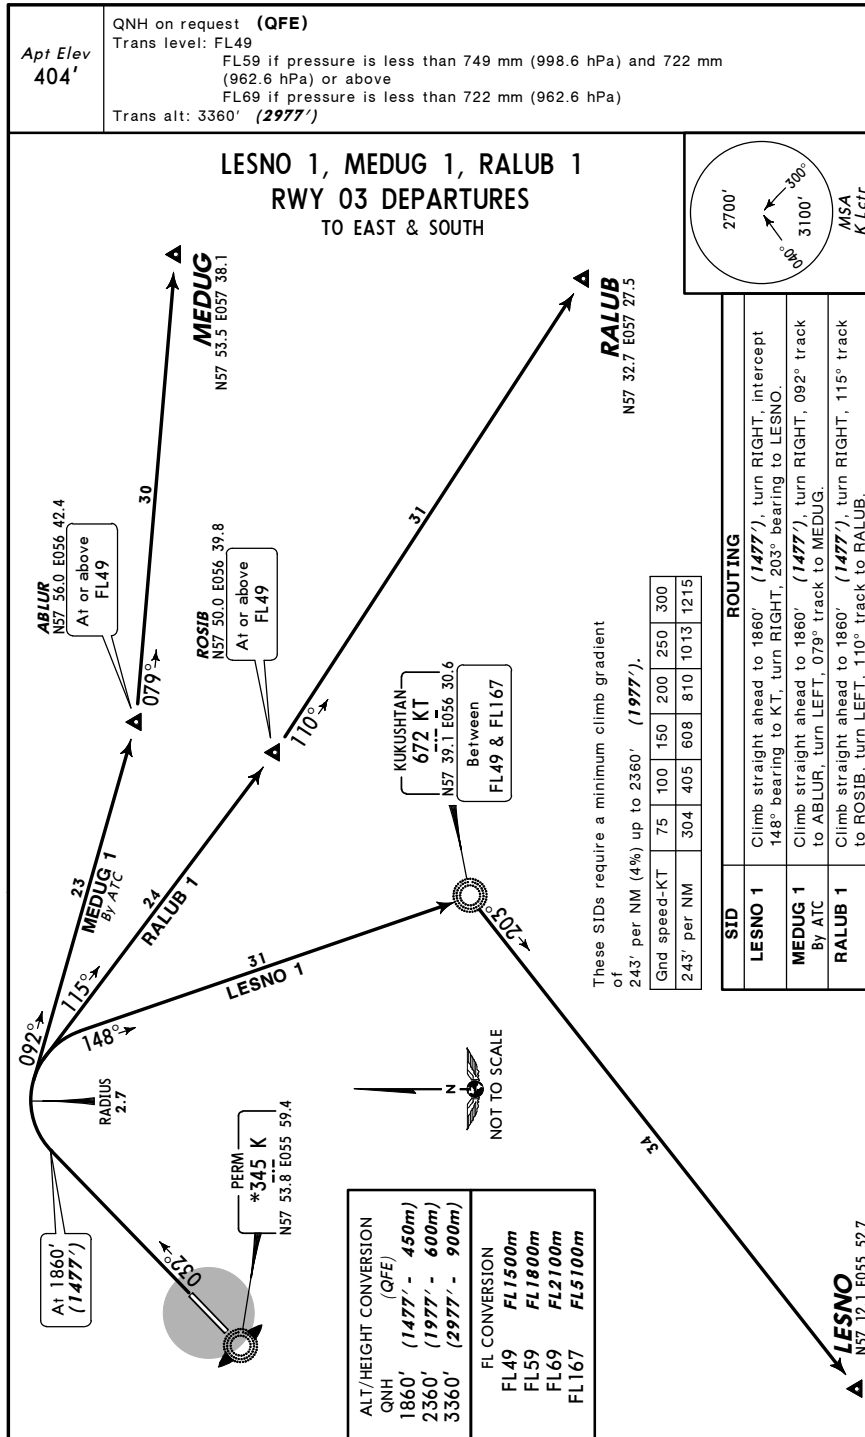 Apt Elev
404'
QNH on request (QFE)
Trans level: FL49
FL59 if pressure is less than 749 mm (998.6 hPa) and 722 mm
(962.6 hPa) or above
FL69 if pressure is less than 722 mm (962.6 hPa)
Trans alt: 3360' (2977')
LESNO 1, MEDUG 1, RALUB 1
RWY 03 DEPARTURES
TO EAST & SOUTH
2700'
3100'
300°
040°
MSA
K Lctr
MEDUG
N57 53.5 E057 38.1
RALUB
N57 32.7 E057 27.5
30
31
ABLUR
N57 56.0 E056 42.4
At or above
FL49
079°
ROSIB
N57 50.0 E056 39.8
At or above
FL49
110°
KUKUSHTAN
672 KT
N57 39.1 E056 30.6
Between
FL49 & FL167
23
MEDUG 1
By ATC
24
RALUB 1
31
LESNO 1
092°
115°
148°
203°
RADIUS
2.7
At 1860'
(1477')
032°
PERM
*345 K
N57 53.8 E055 59.4
N
NOT TO SCALE
34
LESNO
N57 12.1 E055 52.7
These SIDs require a minimum climb gradient
of
243' per NM (4%) up to 2360' (1977').
Gnd speed-KT 75 100 150 200 250 300
243' per NM 304 405 608 810 1013 1215
SID ROUTING
LESNO 1 Climb straight ahead to 1860' (1477'), turn RIGHT, intercept
148° bearing to KT, turn RIGHT, 203° bearing to LESNO.
MEDUG 1 Climb straight ahead to 1860' (1477'), turn RIGHT, 092° track
By ATC to ABLUR, turn LEFT, 079° track to MEDUG.
RALUB 1 Climb straight ahead to 1860' (1477'), turn RIGHT, 115° track
to ROSIB, turn LEFT, 110° track to RALUB.
ALT/HEIGHT CONVERSION
QNH (QFE)
1860' (1477' - 450m)
2360' (1977' - 600m)
3360' (2977' - 900m)
FL CONVERSION
FL49 FL1500m
FL59 FL1800m
FL69 FL2100m
FL167 FL5100m